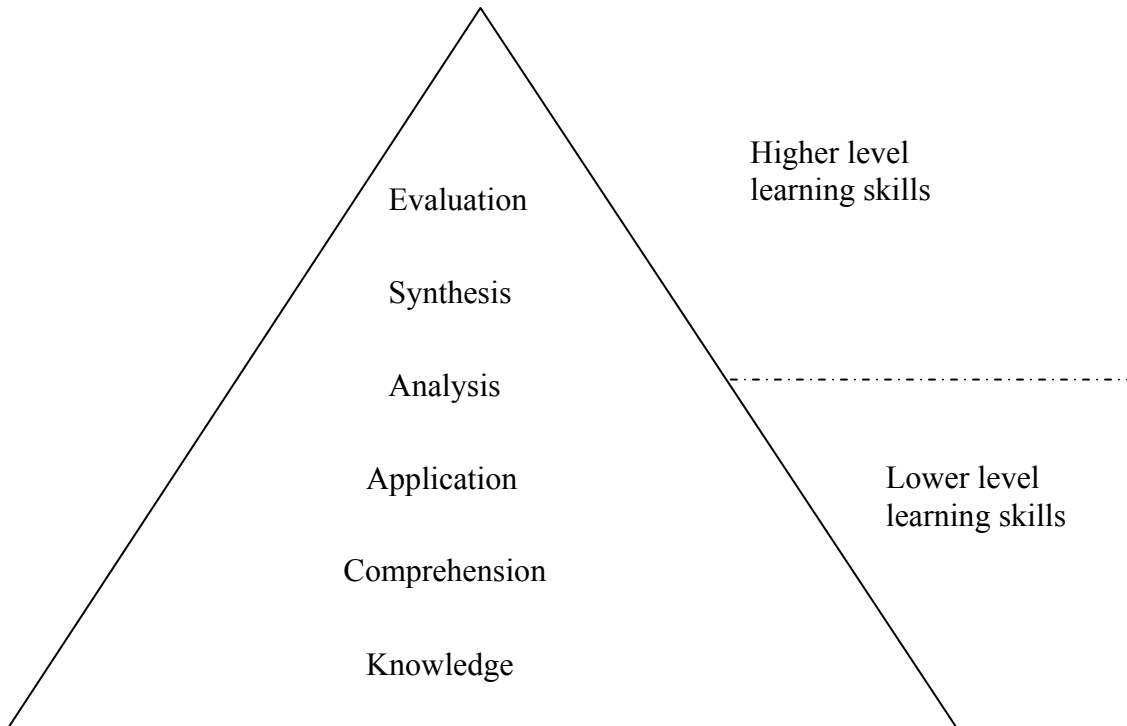 Higher level
learning skills
Evaluation
Synthesis
Analysis
Application
Lower level
learning skills
Comprehension
Knowledge